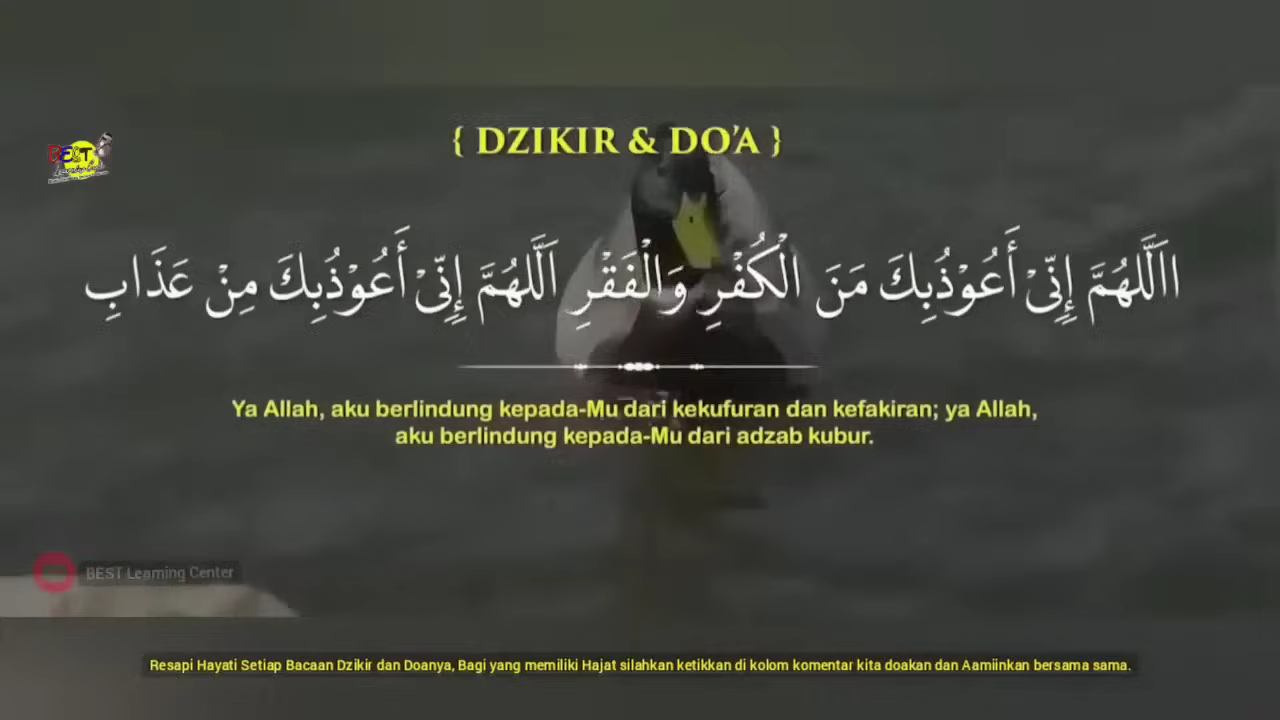 { DZIKIR & DO'A }
BEST
االَلّٰهُمَّ إِنِّىْ أَعُوْذُبِكَ مَنَ الْكُفْرِ وَالْفَقْرِ اَللّٰهُمَّ إِنِّىْ أَعُوْذُبِكَ مِنْ عَذَابِ
Ya Allah, aku berlindung kepada-Mu dari kekufuran dan kefakiran; ya Allah,
aku berlindung kepada-Mu dari adzab kubur.
BEST Learning Center
Resapi Hayati Setiap Bacaan Dzikir dan Doanya, Bagi yang memiliki Hajat silahkan ketikkan di kolom komentar kita doakan dan Aamiinkan bersama sama.